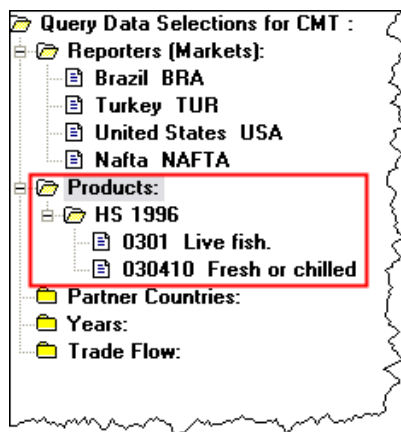 Query Data Selections for CMT :
Reporters (Markets):
Brazil BRA
Turkey TUR
United States USA
Nafta NAFTA
Products:
HS 1996
0301 Live fish.
030410 Fresh or chilled
Partner Countries:
Years:
Trade Flow: